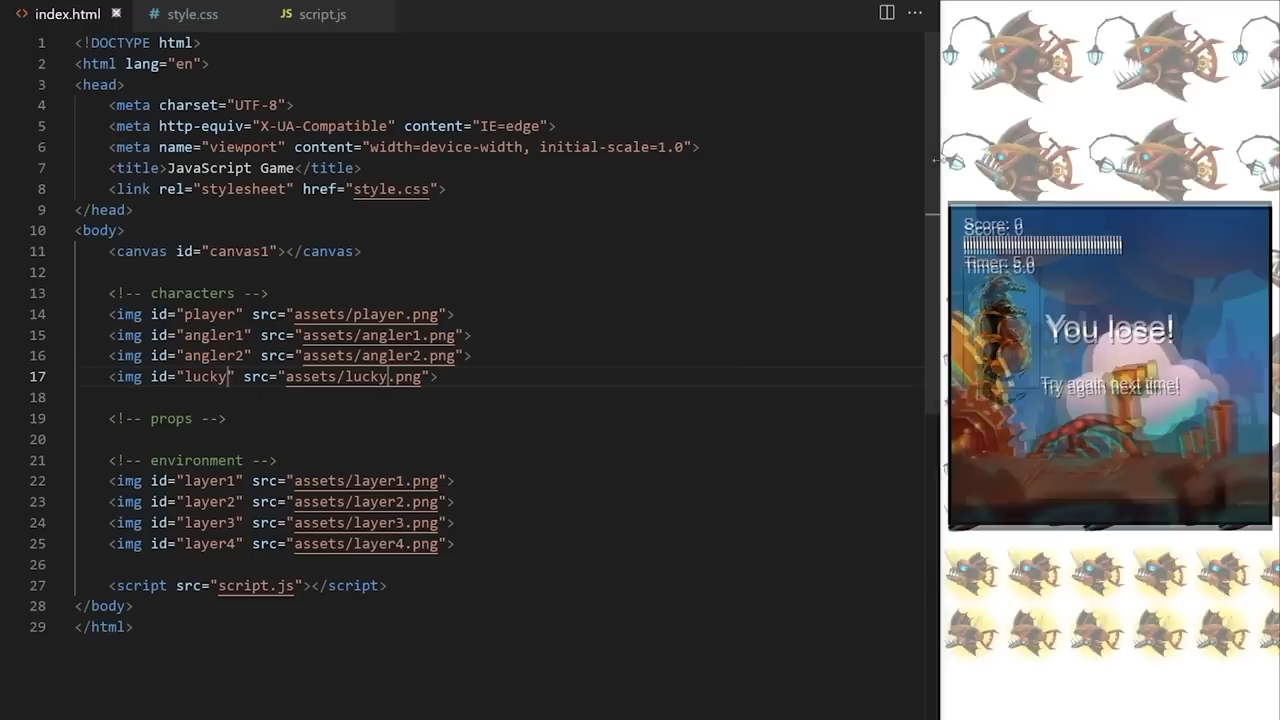 index.html
style.css
JS script.js
1 <!DOCTYPE html>
2 <html lang="en">
3 <head>
4 <meta charset="UTF-8">
5 <meta http-equiv="X-UA-Compatible" content="IE=edge">
6 <meta name="viewport" content="width=device-width, initial-scale=1.0">
7 <title>JavaScript Game</title>
8 <link rel="stylesheet" href="style.css">
9 </head>
10 <body>
11 <canvas id="canvas1"></canvas>
12
13 <!-- characters -->
14 <img id="player" src="assets/player.png">
15 <img id="angler1" src="assets/angler1.png">
16 <img id="angler2" src="assets/angler2.png">
17 <img id="lucky" src="assets/lucky.png">
18
19 <!-- props -->
20
21 <!-- environment -->
22 <img id="layer1" src="assets/layer1.png">
23 <img id="layer2" src="assets/layer2.png">
24 <img id="layer3" src="assets/layer3.png">
25 <img id="layer4" src="assets/layer4.png">
26
27 <script src="script.js"></script>
28 </body>
29 </html>
Score: 0
Timer: 5.0
You lose!
Try again next time!